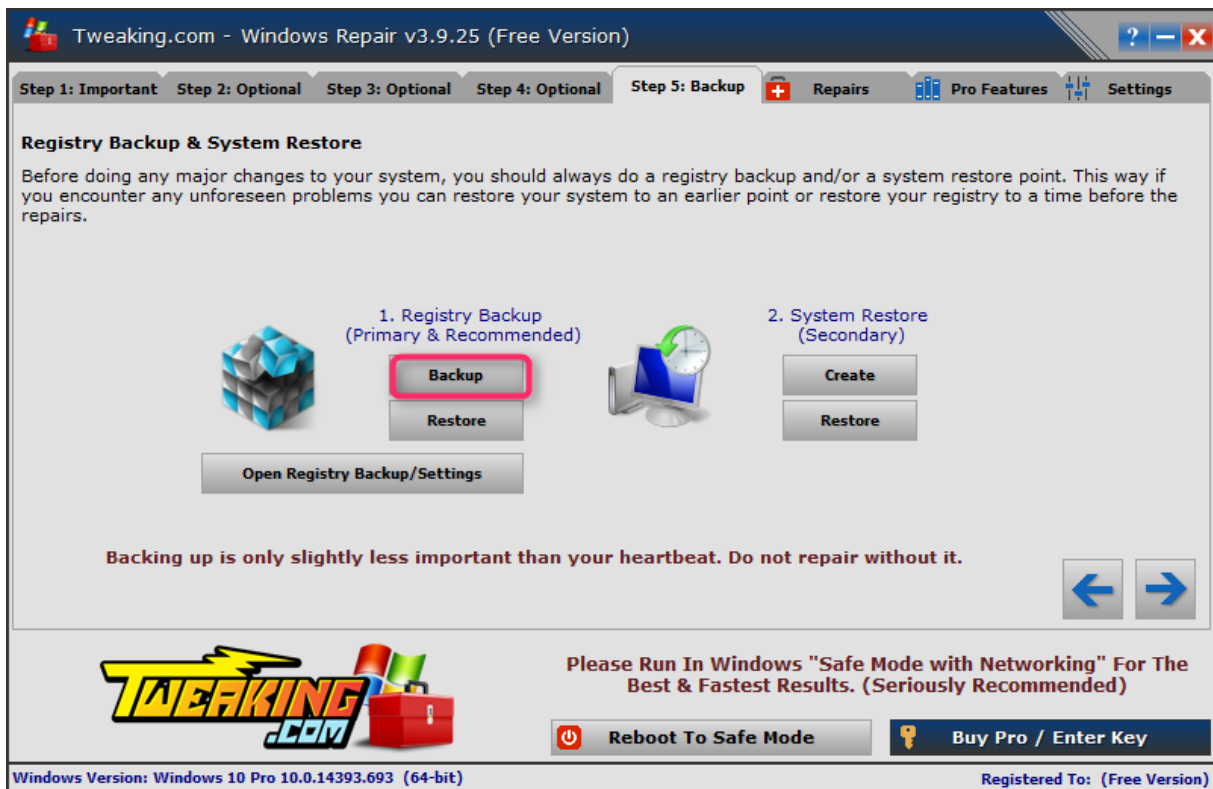 Tweaking.com - Windows Repair v3.9.25 (Free Version)
?
Step 1: Important Step 2: Optional Step 3: Optional Step 4: Optional Step 5: Backup Repairs Pro Features Settings
Registry Backup & System Restore
Before doing any major changes to your system, you should always do a registry backup and/or a system restore point. This way if
you encounter any unforeseen problems you can restore your system to an earlier point or restore your registry to a time before the
repairs.
1. Registry Backup
(Primary & Recommended)
Backup
Restore
Open Registry Backup/Settings
2. System Restore
(Secondary)
Create
Restore
Backing up is only slightly less important than your heartbeat. Do not repair without it.
TWEAKING
.COM
Please Run In Windows "Safe Mode with Networking" For The
Best & Fastest Results. (Seriously Recommended)
Reboot To Safe Mode
Buy Pro / Enter Key
Windows Version: Windows 10 Pro 10.0.14393.693 (64-bit)
Registered To: (Free Version)